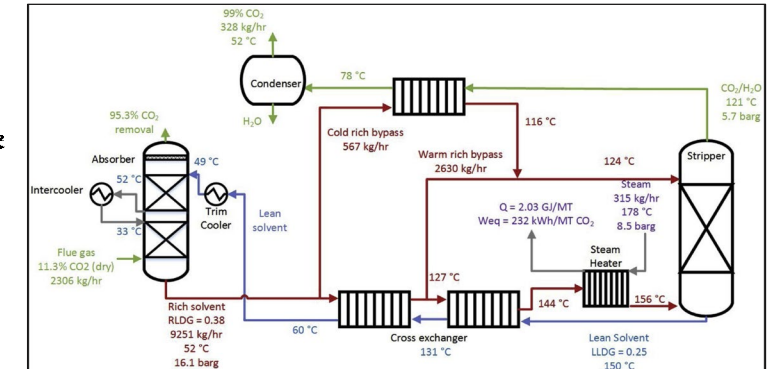 99% CO₂
328 kg/hr
52 °C
Condenser
78 °C
H₂O
Cold rich bypass
567 kg/hr
116 °C
CO₂/H₂O
121 °C
5.7 barg
95.3% CO₂
removal
Absorber
49 °C
52 °C
Intercooler
33 °C
Trim
Cooler
Lean
solvent
Flue gas
11.3% CO2 (dry)
2306 kg/hr
Warm rich bypass
2630 kg/hr
124 °C
Stripper
Steam
315 kg/hr
178 °C
8.5 barg
Q = 2.03 GJ/MT
Weq = 232 kWh/MT CO₂
Steam
Heater
127 °C
144 °C
156 °C
Rich solvent
RLDG = 0.38
9251 kg/hr
52 °C
16.1 barg
60 °C
Cross exchanger
131 °C
Lean Solvent
LLDG = 0.25
150 °C